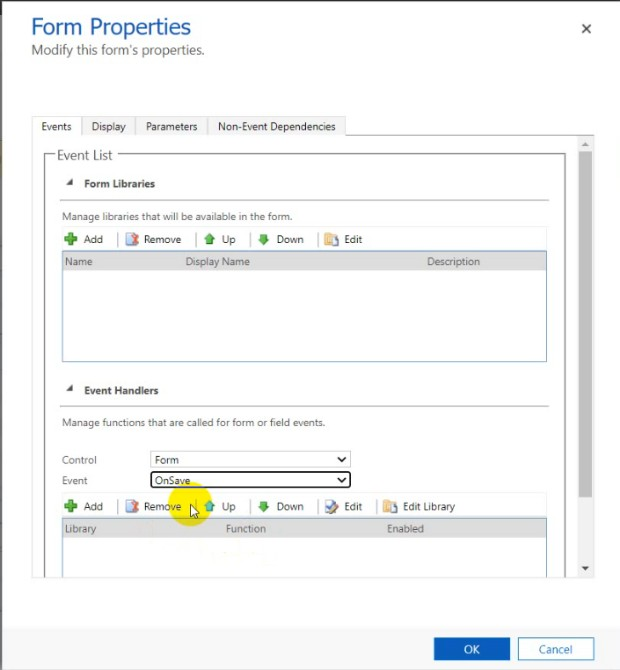 Form Properties
Modify this form's properties.
Events Display Parameters Non-Event Dependencies
Event List
Form Libraries
Manage libraries that will be available in the form.
Add Remove Up Down Edit
Name Display Name Description
Event Handlers
Manage functions that are called for form or field events.
Control Form
Event OnSave
Add Remove Up Down Edit Edit Library
Library Function Enabled
OK Cancel